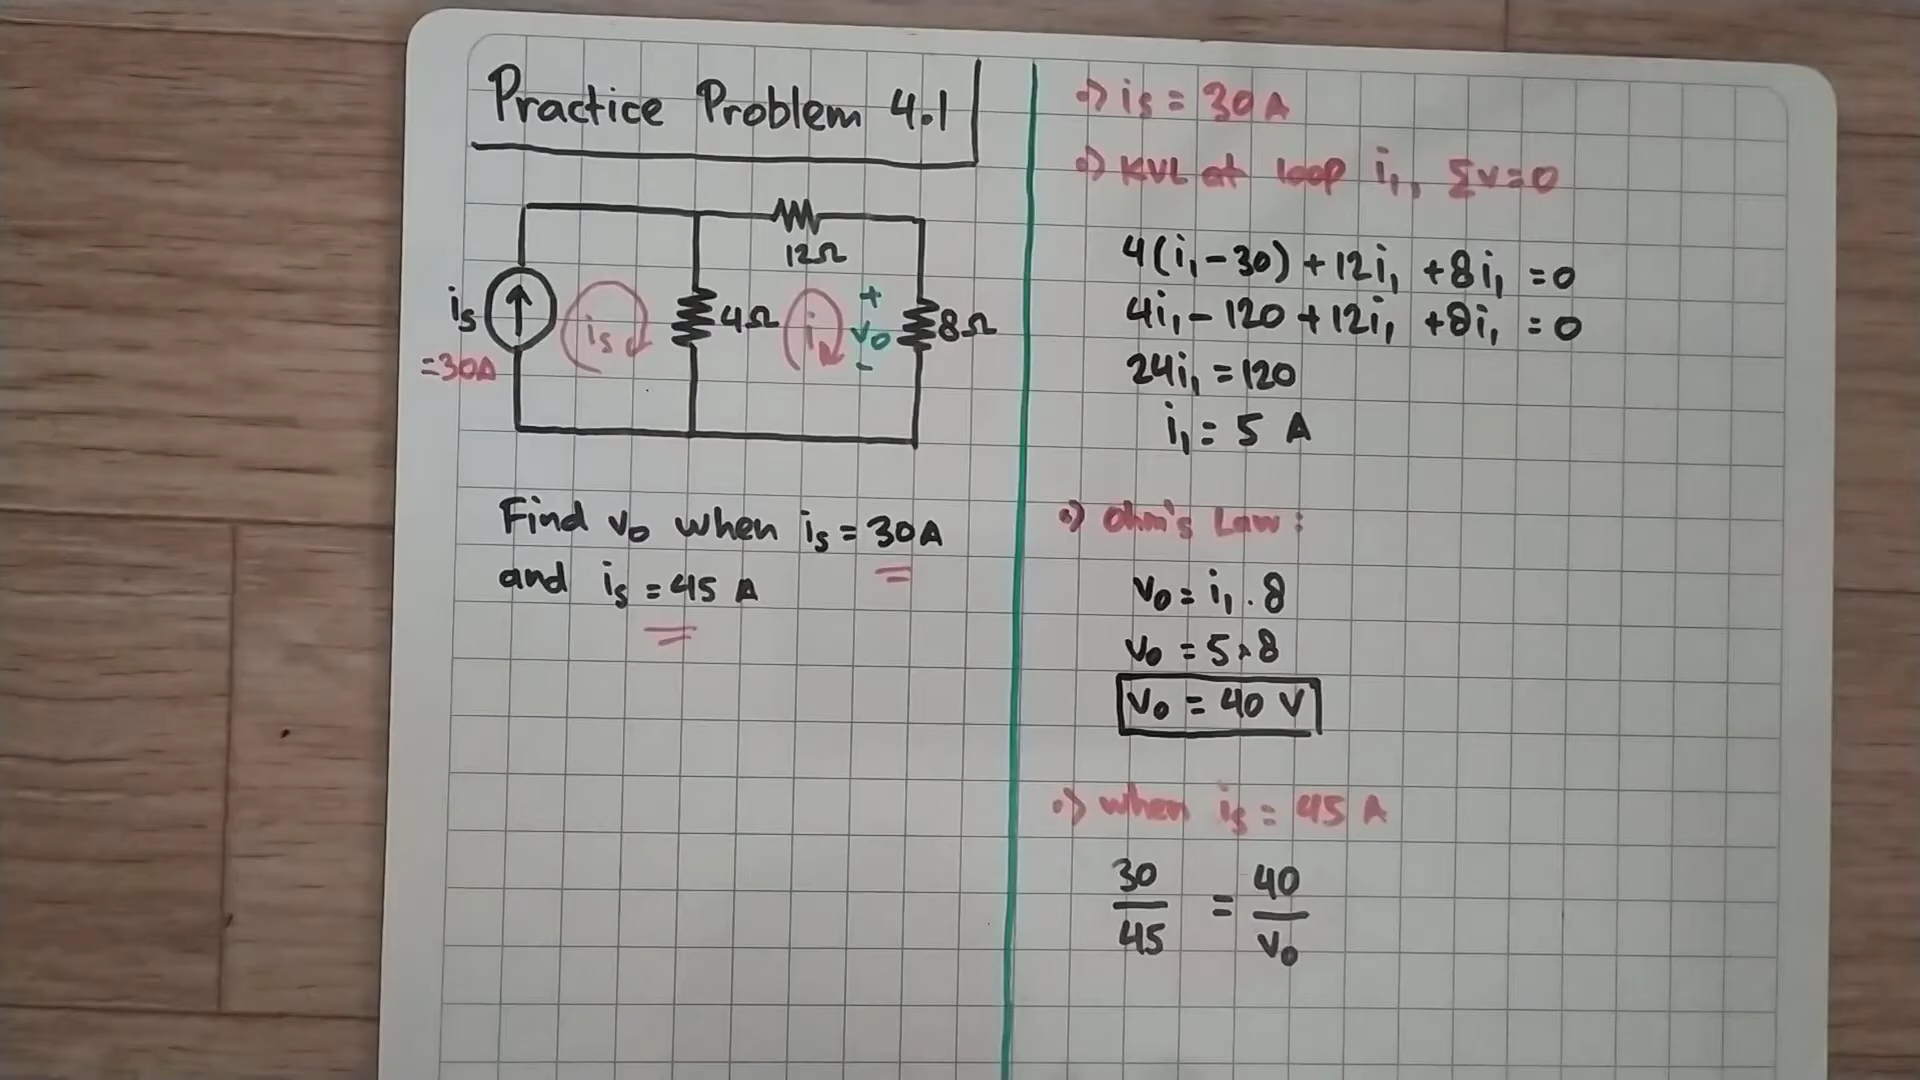 Practice Problem 4.1
12Ω
is
=30A
is
4Ω
i1
+
vo
-
8Ω
Find vo when is = 30A
and is = 45 A
•) is = 30A
•) KVL at loop i1, Σv=0
4(i1-30) + 12i1 + 8i1 = 0
4i1 - 120 + 12i1 + 8i1 = 0
24i1 = 120
i1 = 5 A
•) Ohm's Law:
vo = i1 . 8
vo = 5 × 8
vo = 40 V
•) when is = 45 A
30/45 = 40/vo